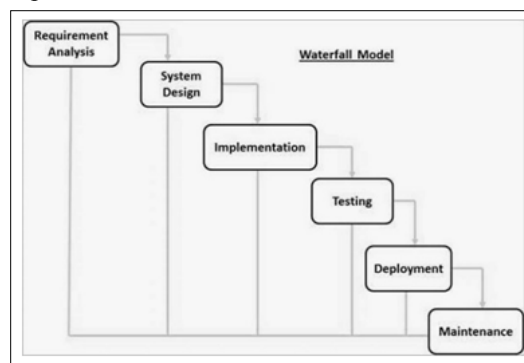 Requirement
Analysis
Waterfall Model
System
Design
Implementation
Testing
Deployment
Maintenance